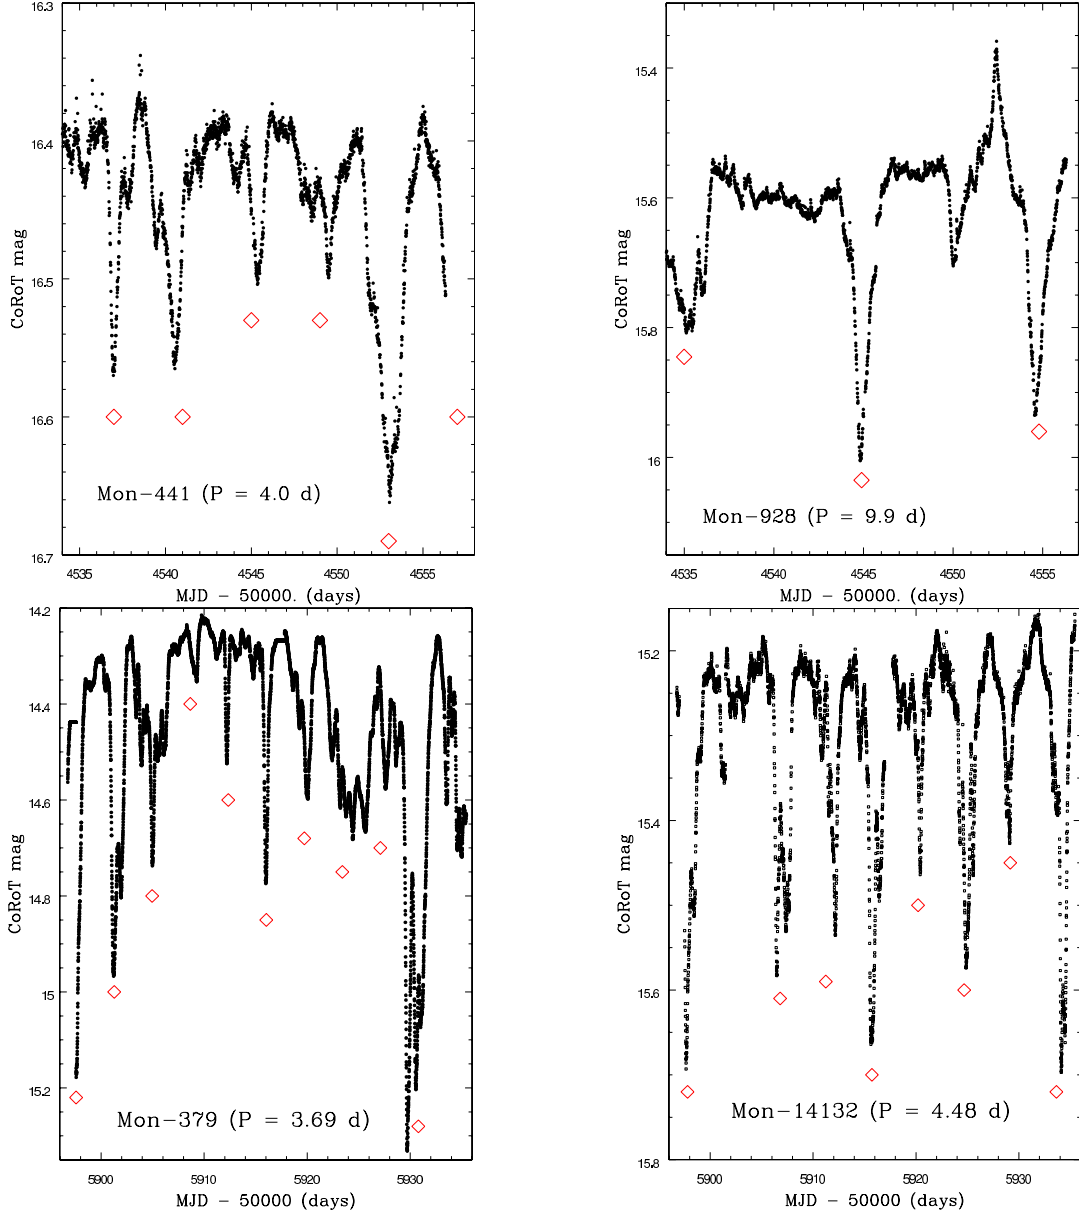 16.3
16.4
16.5
16.6
16.7
CoRoT mag
Mon-441 (P = 4.0 d)
4535 4540 4545 4550 4555
MJD - 50000. (days)
15.4
15.6
15.8
16
CoRoT mag
Mon-928 (P = 9.9 d)
4535 4540 4545 4550 4555
MJD - 50000. (days)
14.2
14.4
14.6
14.8
15
15.2
CoRoT mag
Mon-379 (P = 3.69 d)
5900 5910 5920 5930
MJD - 50000 (days)
15.2
15.4
15.6
15.8
CoRoT mag
Mon-14132 (P = 4.48 d)
5900 5910 5920 5930
MJD - 50000 (days)